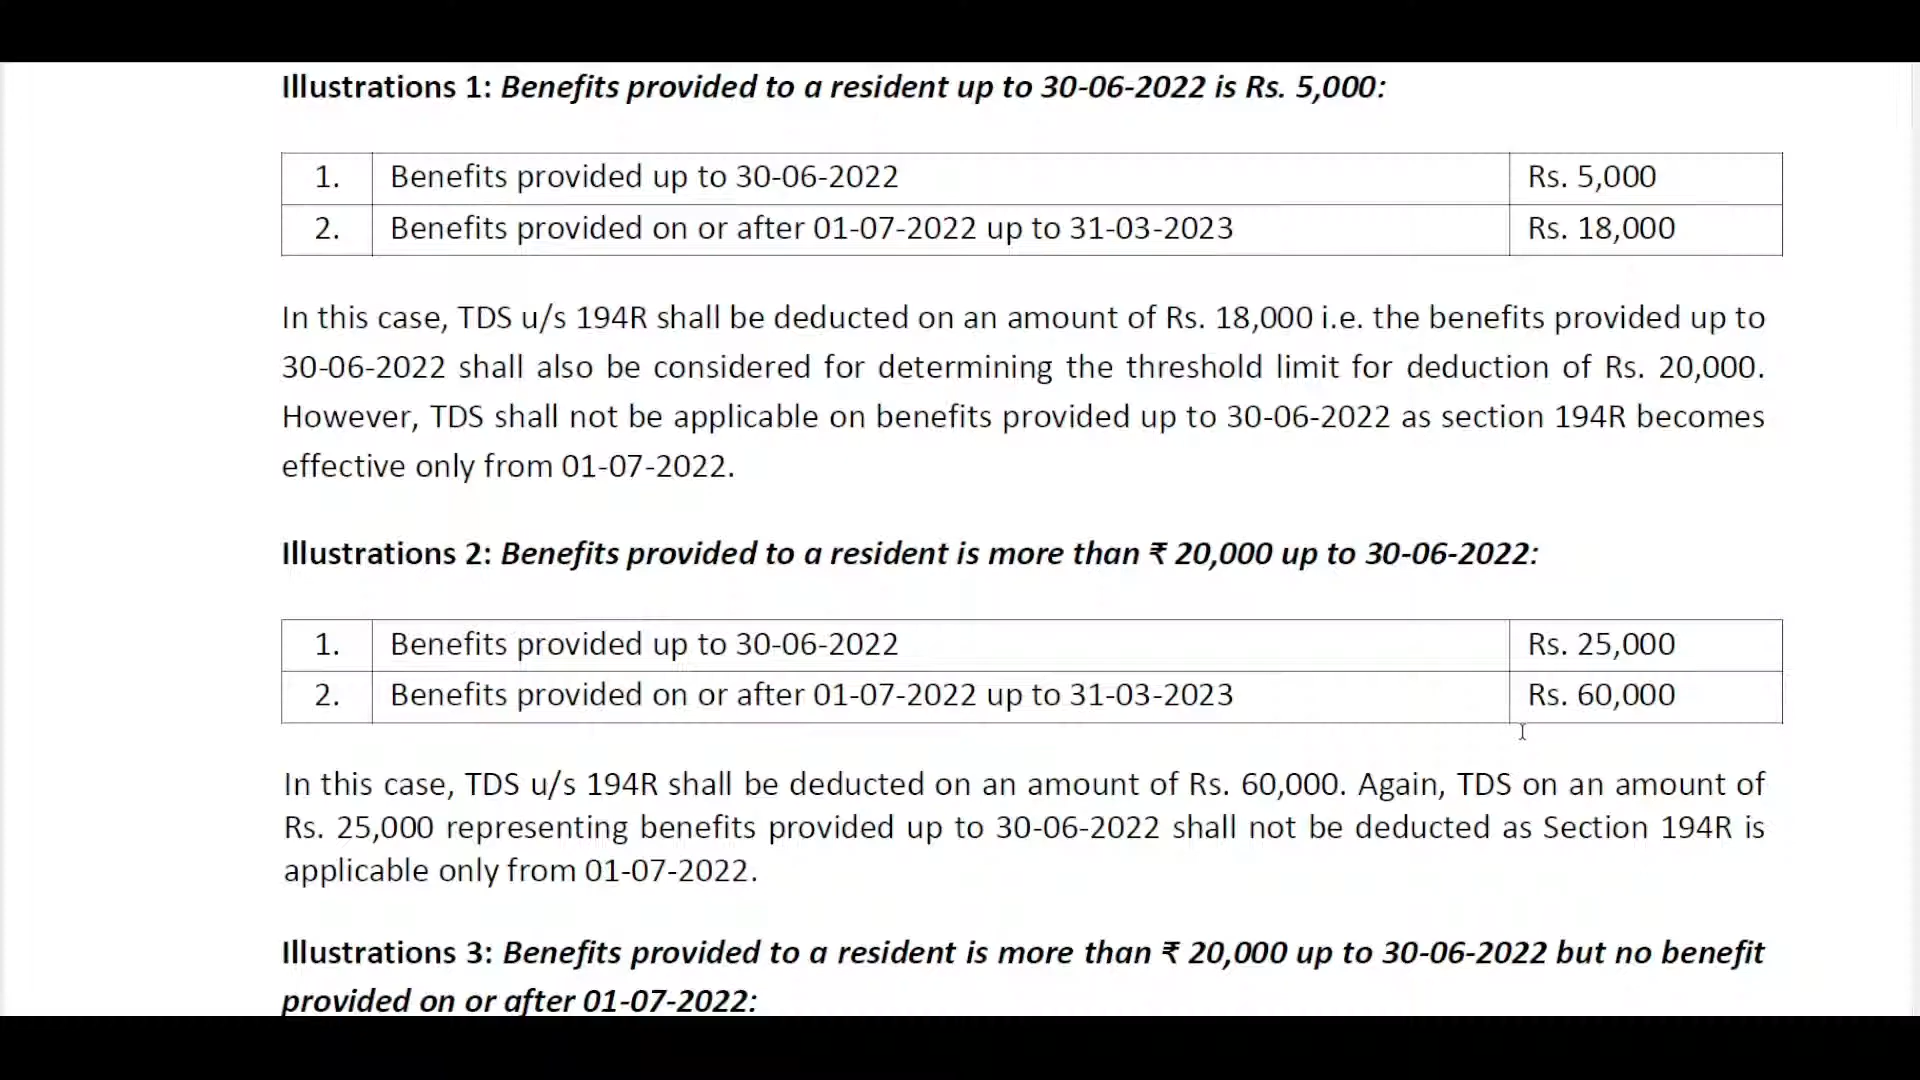 Illustrations 1: Benefits provided to a resident up to 30-06-2022 is Rs. 5,000:
1. Benefits provided up to 30-06-2022 Rs. 5,000
2. Benefits provided on or after 01-07-2022 up to 31-03-2023 Rs. 18,000
In this case, TDS u/s 194R shall be deducted on an amount of Rs. 18,000 i.e. the benefits provided up to
30-06-2022 shall also be considered for determining the threshold limit for deduction of Rs. 20,000.
However, TDS shall not be applicable on benefits provided up to 30-06-2022 as section 194R becomes
effective only from 01-07-2022.
Illustrations 2: Benefits provided to a resident is more than ₹ 20,000 up to 30-06-2022:
1. Benefits provided up to 30-06-2022 Rs. 25,000
2. Benefits provided on or after 01-07-2022 up to 31-03-2023 Rs. 60,000
In this case, TDS u/s 194R shall be deducted on an amount of Rs. 60,000. Again, TDS on an amount of
Rs. 25,000 representing benefits provided up to 30-06-2022 shall not be deducted as Section 194R is
applicable only from 01-07-2022.
Illustrations 3: Benefits provided to a resident is more than ₹ 20,000 up to 30-06-2022 but no benefit
provided on or after 01-07-2022: